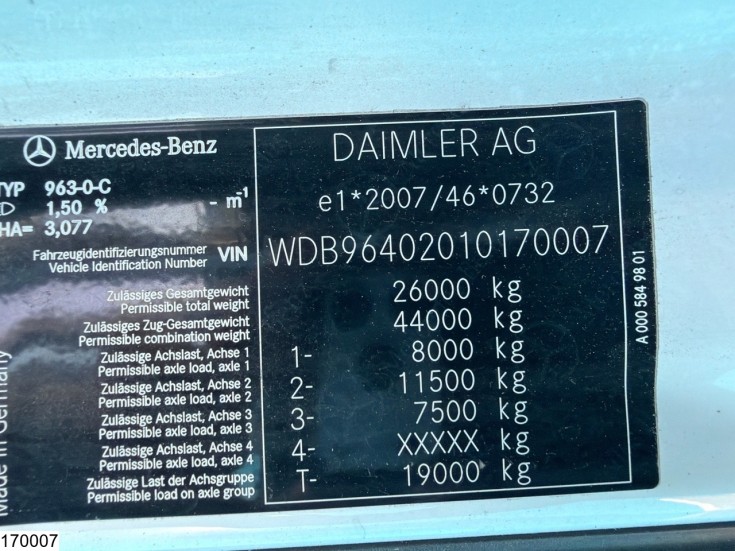 Mercedes-Benz
TYP 963-0-C
1,50 % - m⁻¹
HA= 3,077
Fahrzeugidentifizierungsnummer
Vehicle Identification Number VIN
DAIMLER AG
e1*2007/46*0732
WDB96402010170007
Zulässiges Gesamtgewicht
Permissible total weight 26000 kg
Zulässiges Zug-Gesamtgewicht
Permissible combination weight 44000 kg
Zulässige Achslast, Achse 1
Permissible axle load, axle 1 1- 8000 kg
Zulässige Achslast, Achse 2
Permissible axle load, axle 2 2- 11500 kg
Zulässige Achslast, Achse 3
Permissible axle load, axle 3 3- 7500 kg
Zulässige Achslast, Achse 4
Permissible axle load, axle 4 4- XXXXX kg
Zulässige Last der Achsgruppe
Permissible load on axle group T- 19000 kg
A 000 584 98 01
Made in Germany
170007